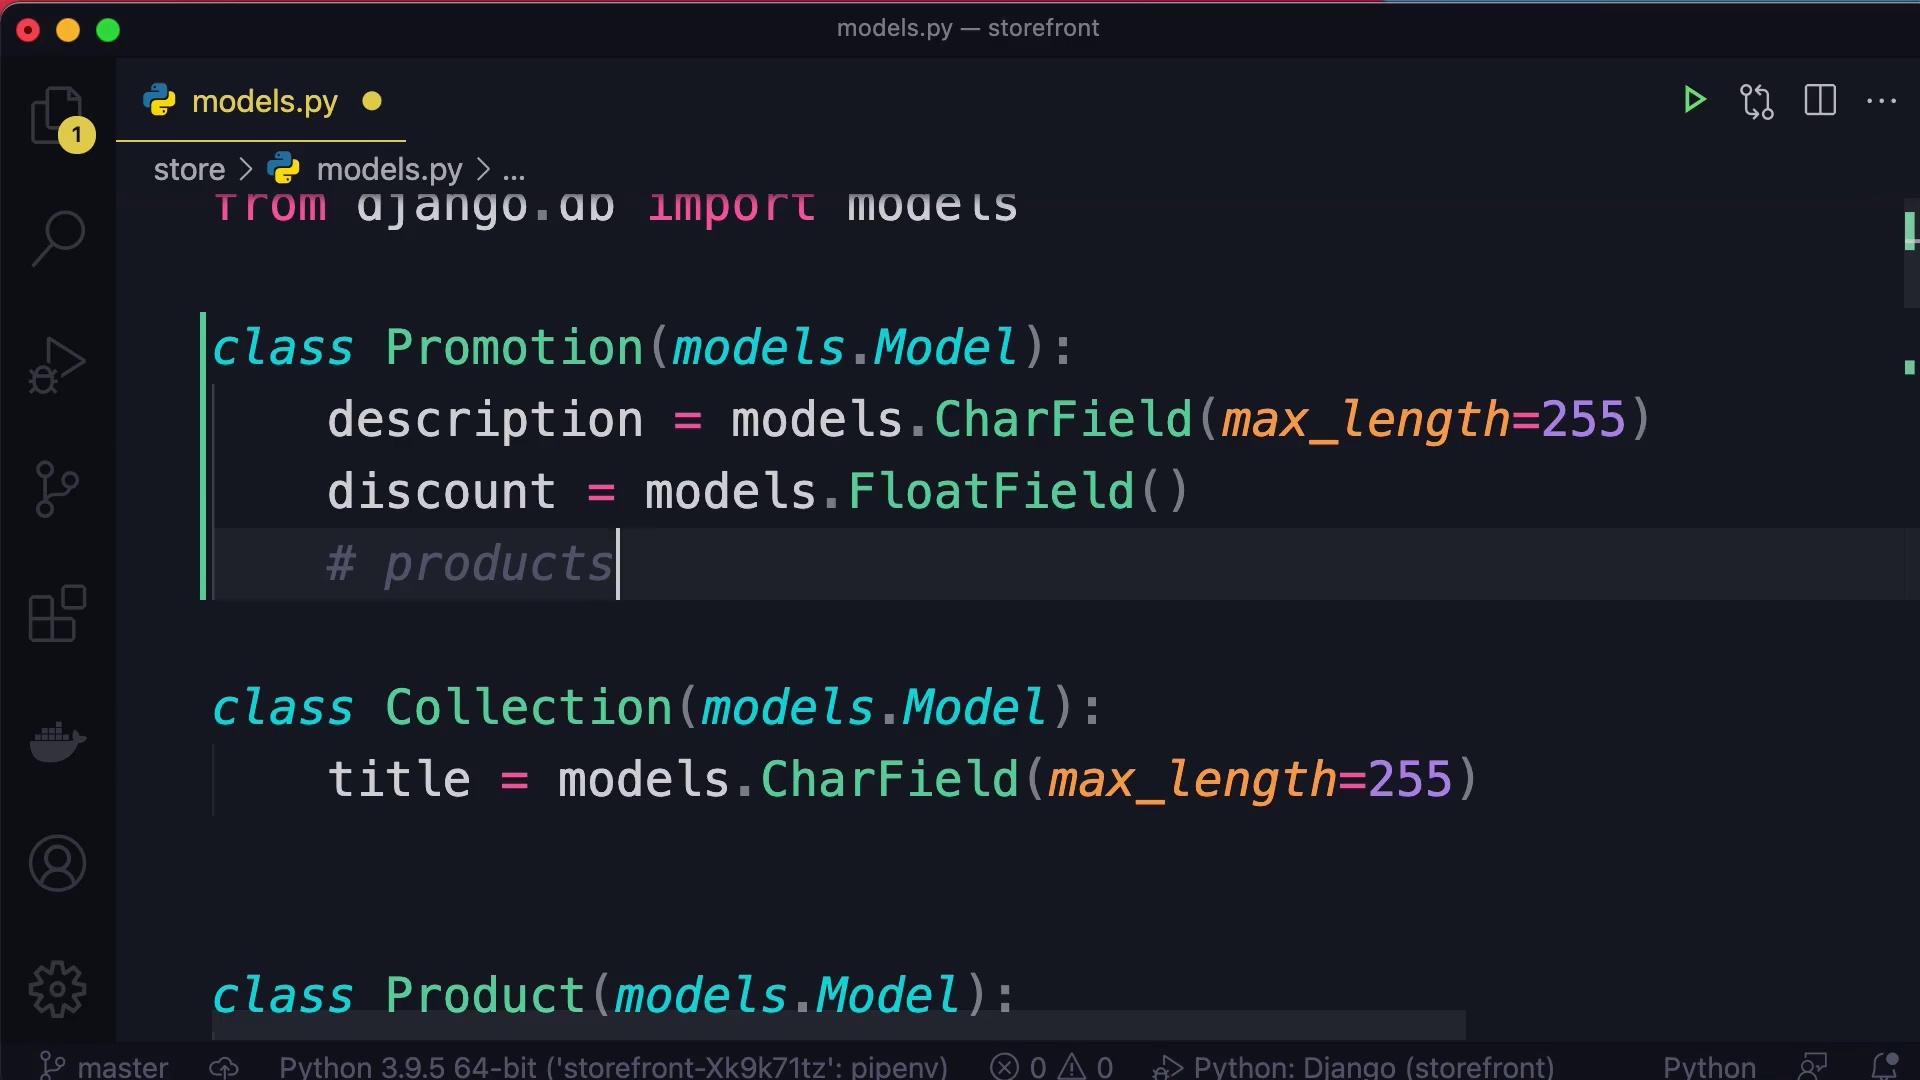 models.py — storefront
models.py
1
store > models.py > ...
from django.db import models
class Promotion(models.Model):
    description = models.CharField(max_length=255)
    discount = models.FloatField()
    # products
class Collection(models.Model):
    title = models.CharField(max_length=255)
class Product(models.Model):
master Python 3.9.5 64-bit ('storefront-Xk9k71tz': pipenv) 0 0 Python: Django (storefront) Python